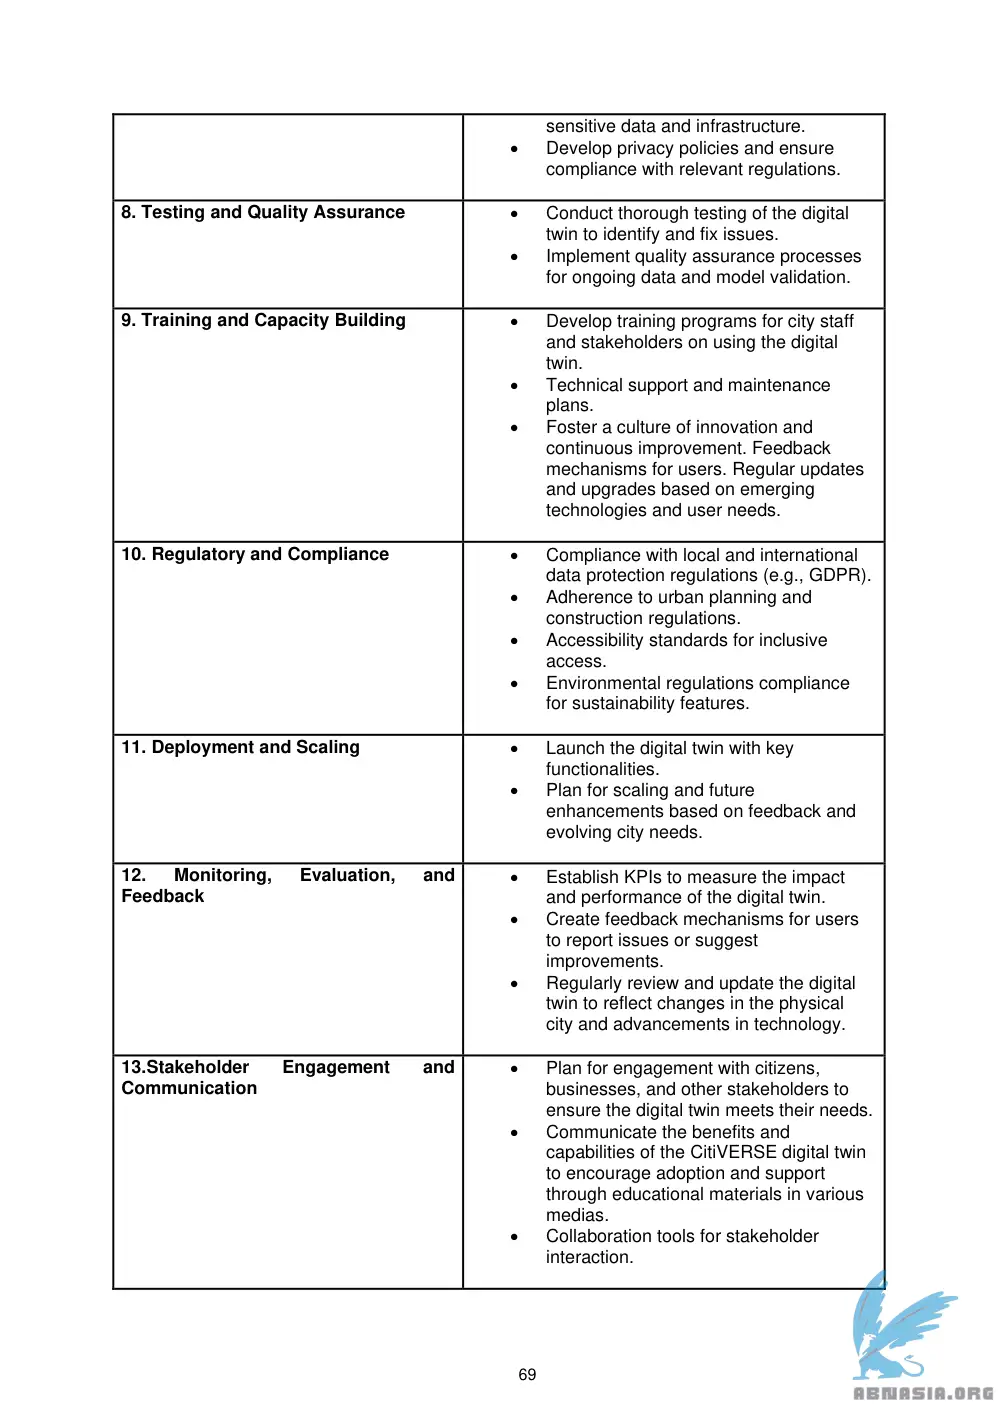 sensitive data and infrastructure.
• Develop privacy policies and ensure
compliance with relevant regulations.
8. Testing and Quality Assurance
• Conduct thorough testing of the digital
twin to identify and fix issues.
• Implement quality assurance processes
for ongoing data and model validation.
9. Training and Capacity Building
• Develop training programs for city staff
and stakeholders on using the digital
twin.
• Technical support and maintenance
plans.
• Foster a culture of innovation and
continuous improvement. Feedback
mechanisms for users. Regular updates
and upgrades based on emerging
technologies and user needs.
10. Regulatory and Compliance
• Compliance with local and international
data protection regulations (e.g., GDPR).
• Adherence to urban planning and
construction regulations.
• Accessibility standards for inclusive
access.
• Environmental regulations compliance
for sustainability features.
11. Deployment and Scaling
• Launch the digital twin with key
functionalities.
• Plan for scaling and future
enhancements based on feedback and
evolving city needs.
12. Monitoring, Evaluation, and
Feedback
• Establish KPIs to measure the impact
and performance of the digital twin.
• Create feedback mechanisms for users
to report issues or suggest
improvements.
• Regularly review and update the digital
twin to reflect changes in the physical
city and advancements in technology.
13.Stakeholder Engagement and
Communication
• Plan for engagement with citizens,
businesses, and other stakeholders to
ensure the digital twin meets their needs.
• Communicate the benefits and
capabilities of the CitiVERSE digital twin
to encourage adoption and support
through educational materials in various
medias.
• Collaboration tools for stakeholder
interaction.
69
ABNASIA.ORG